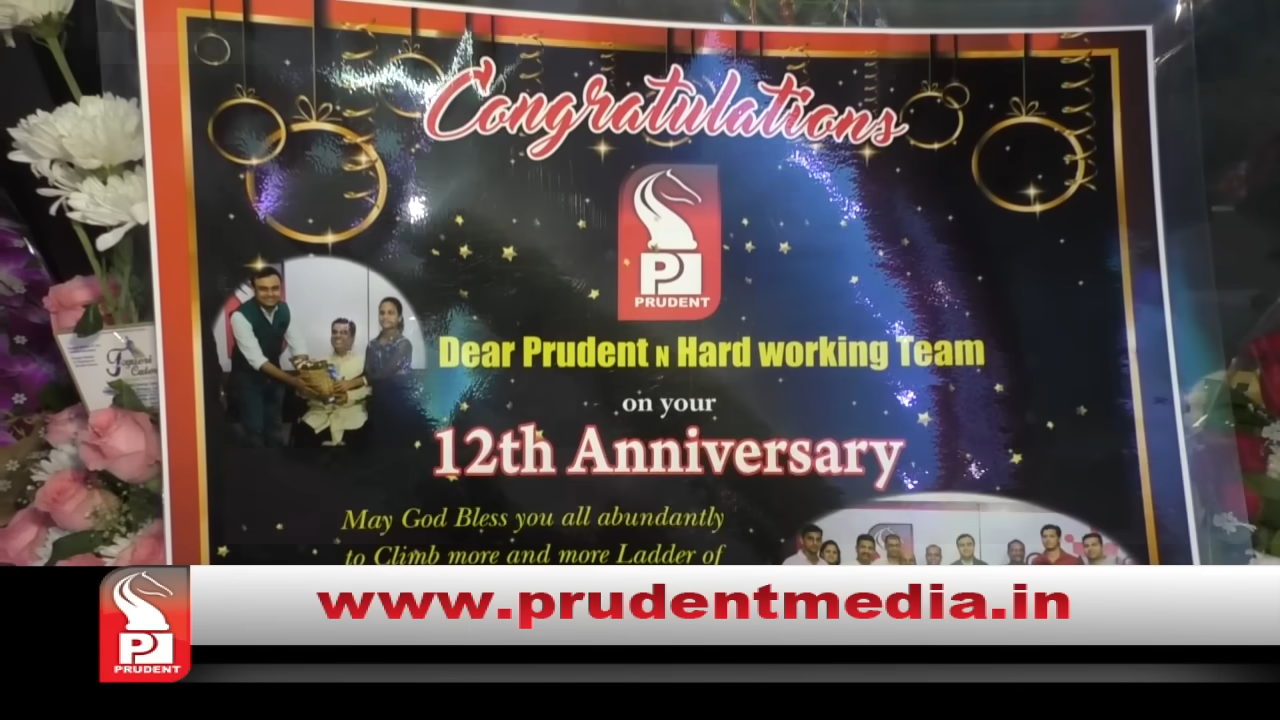 Congratulations
P
PRUDENT
Dear Prudent N Hard working Team
on your
12th Anniversary
May God Bless you all abundantly
to Climb more and more Ladder of
www.prudentmedia.in
P
PRUDENT